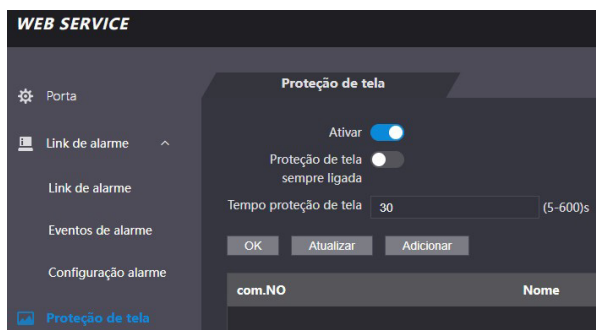 WEB SERVICE
Proteção de tela
Porta
Ativar
Link de alarme
Proteção de tela
sempre ligada
Link de alarme
Tempo proteção de tela 30 (5-600)s
Eventos de alarme
OK Atualizar Adicionar
Configuração alarme
com.NO Nome
Proteção de tela